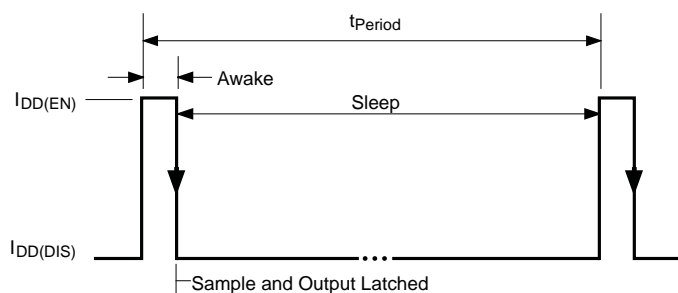 tPeriod
Awake
IDD(EN)
Sleep
IDD(DIS)
Sample and Output Latched